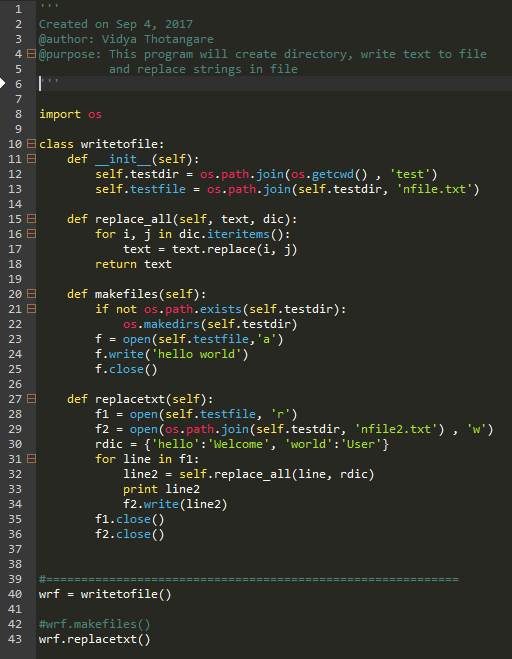 1 '''
2 Created on Sep 4, 2017
3 @author: Vidya Thotangare
4 @purpose: This program will create directory, write text to file
5           and replace strings in file
6 '''
7
8 import os
9
10 class writetofile:
11     def __init__(self):
12         self.testdir = os.path.join(os.getcwd() , 'test')
13         self.testfile = os.path.join(self.testdir, 'nfile.txt')
14
15     def replace_all(self, text, dic):
16         for i, j in dic.iteritems():
17             text = text.replace(i, j)
18         return text
19
20     def makefiles(self):
21         if not os.path.exists(self.testdir):
22             os.makedirs(self.testdir)
23         f = open(self.testfile,'a')
24         f.write('hello world')
25         f.close()
26
27     def replacetxt(self):
28         f1 = open(self.testfile, 'r')
29         f2 = open(os.path.join(self.testdir, 'nfile2.txt') , 'w')
30         rdic = {'hello':'Welcome', 'world':'User'}
31         for line in f1:
32             line2 = self.replace_all(line, rdic)
33             print line2
34             f2.write(line2)
35         f1.close()
36         f2.close()
37
38
39 #===========================================================
40 wrf = writetofile()
41
42 #wrf.makefiles()
43 wrf.replacetxt()